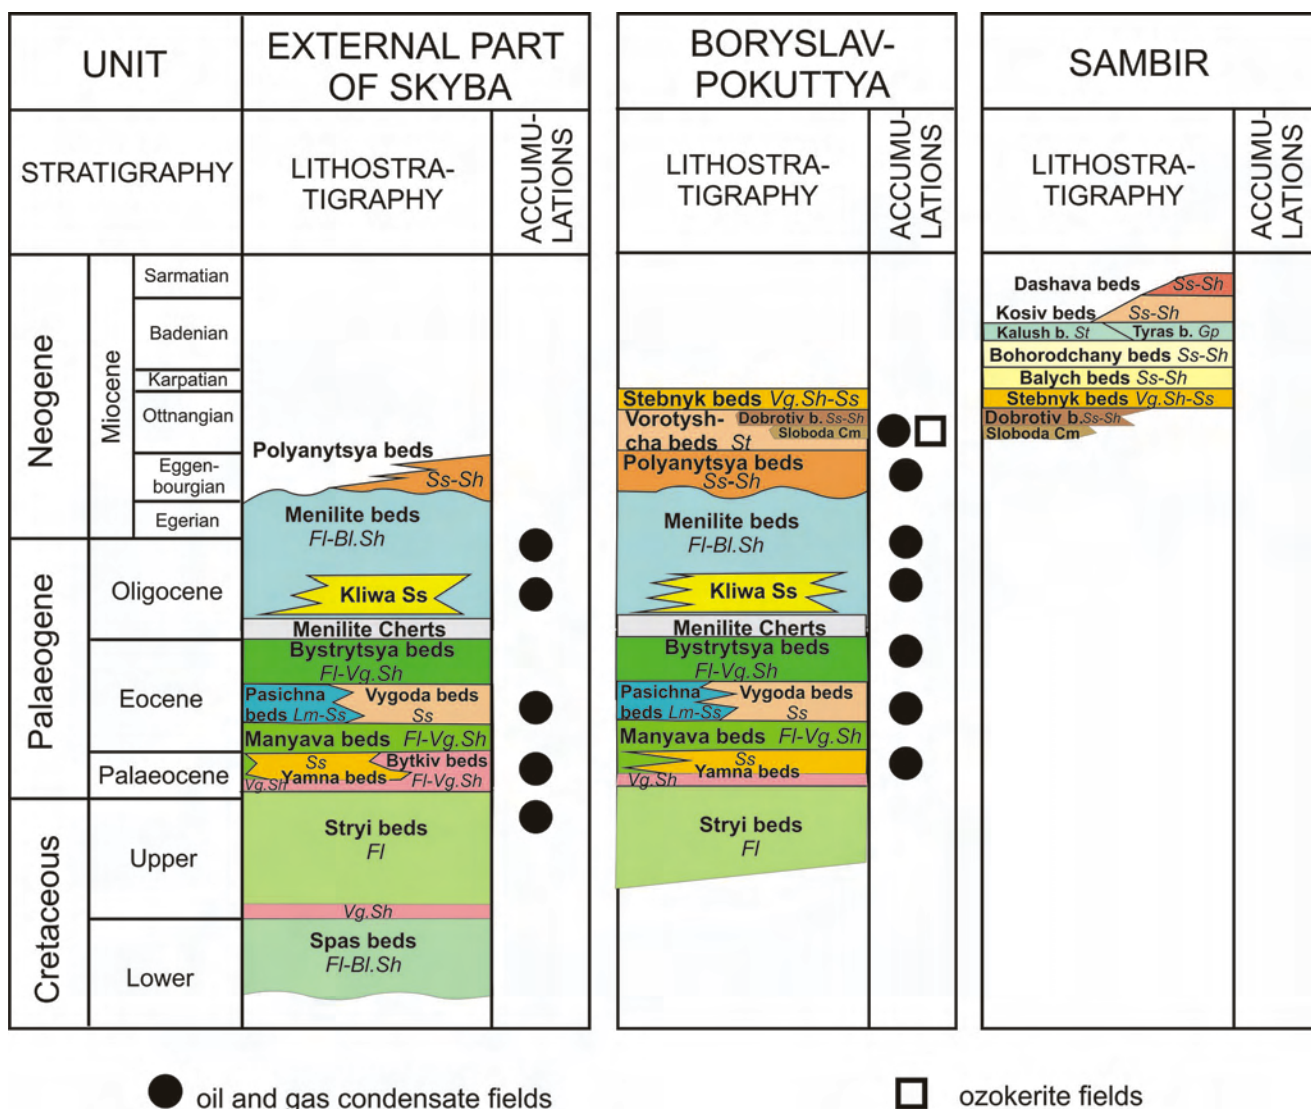 UNIT
EXTERNAL PART
OF SKYBA
BORYSLAV-
POKUTTYA
SAMBIR
STRATIGRAPHY
LITHOSTRA-
TIGRAPHY
ACCUMU-
LATIONS
LITHOSTRA-
TIGRAPHY
ACCUMU-
LATIONS
LITHOSTRA-
TIGRAPHY
ACCUMU-
LATIONS
Neogene
Miocene
Sarmatian
Badenian
Karpatian
Ottnangian
Eggen-
bourgian
Egerian
Palaeogene
Oligocene
Eocene
Palaeocene
Cretaceous
Upper
Lower
Polyanytsya beds
Ss-Sh
Menilite beds
Fl-Bl.Sh
Kliwa Ss
Menilite Cherts
Bystrytsya beds
Fl-Vg.Sh
Pasichna
beds Lm-Ss
Vygoda beds
Ss
Manyava beds Fl-Vg.Sh
Ss
Yamna beds
Vg.Sh
Bytkiv beds
Fl-Vg.Sh
Stryi beds
Fl
Vg.Sh
Spas beds
Fl-Bl.Sh
Stebnyk beds Vg.Sh-Ss
Vorotysh-
cha beds St
Dobrotiv b. Ss-Sh
Sloboda Cm
Polyanytsya beds
Ss-Sh
Menilite beds
Fl-Bl.Sh
Kliwa Ss
Menilite Cherts
Bystrytsya beds
Fl-Vg.Sh
Pasichna
beds Lm-Ss
Vygoda beds
Ss
Manyava beds Fl-Vg.Sh
Ss
Yamna beds
Vg.Sh
Stryi beds
Fl
Dashava beds Ss-Sh
Kosiv beds Ss-Sh
Kalush b. St
Tyras b. Gp
Bohorodchany beds Ss-Sh
Balych beds Ss-Sh
Stebnyk beds Vg.Sh-Ss
Dobrotiv b. Ss-Sh
Sloboda Cm
oil and gas condensate fields
ozokerite fields